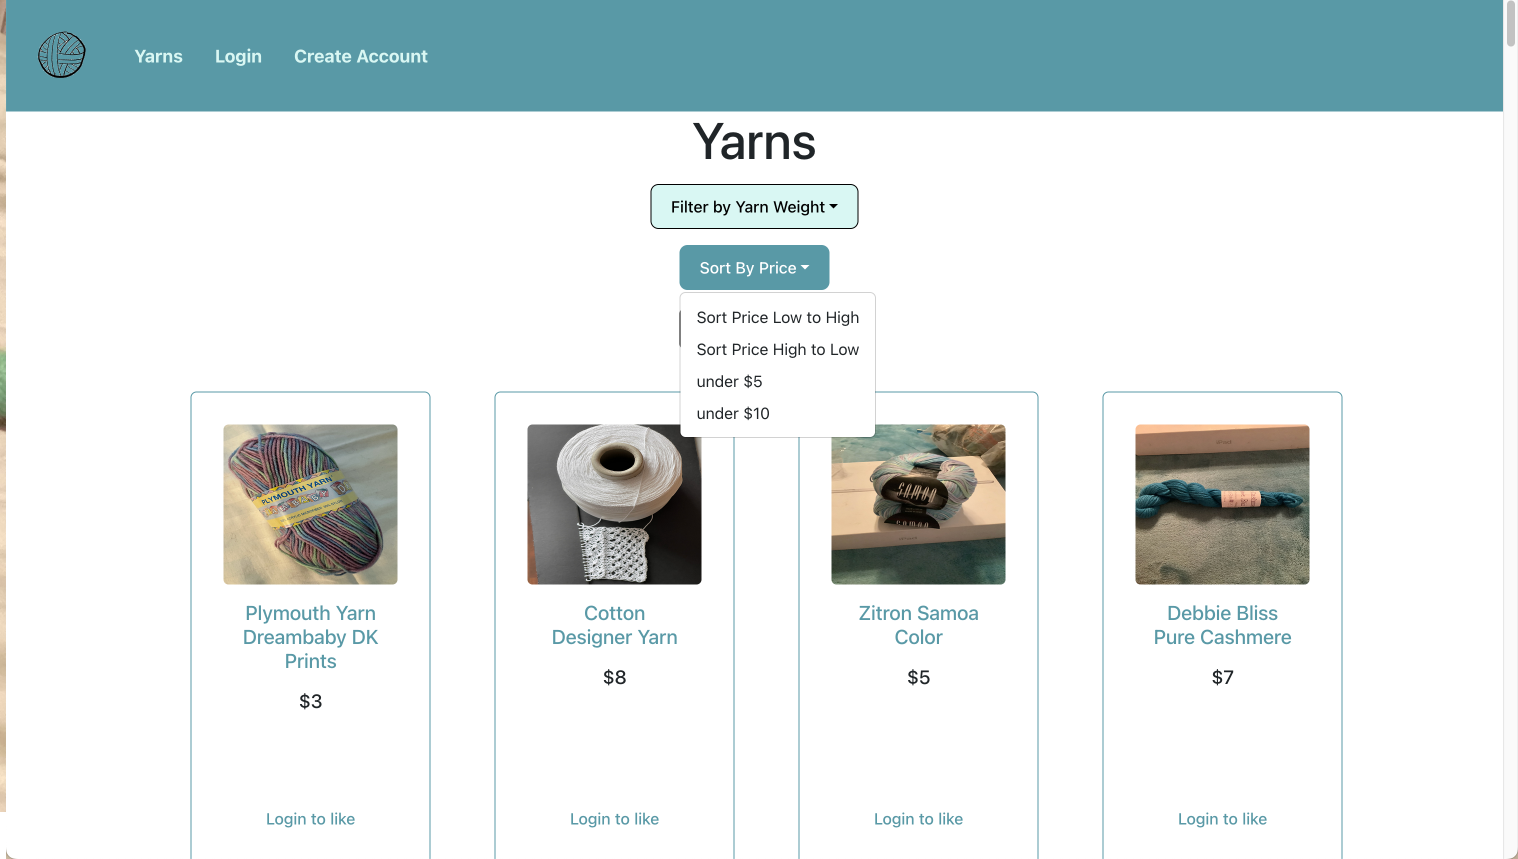 Yarns
Login
Create Account
Yarns
Filter by Yarn Weight
Sort By Price
Sort Price Low to High
Sort Price High to Low
under $5
under $10
PLYMOUTH YARN
SAMOA
SAMOA
Plymouth Yarn
Dreambaby DK
Prints
$3
Login to like
Cotton
Designer Yarn
$8
Login to like
Zitron Samoa
Color
$5
Login to like
Debbie Bliss
Pure Cashmere
$7
Login to like